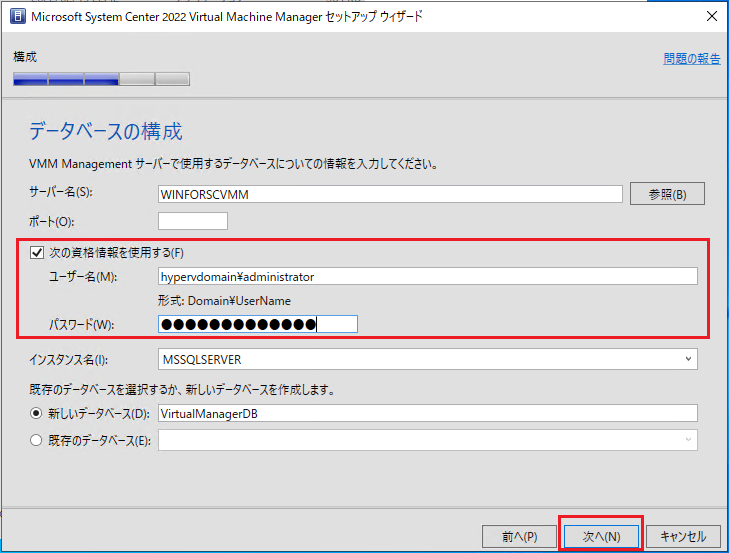 Microsoft System Center 2022 Virtual Machine Manager セットアップ ウィザード
構成
問題の報告
データベースの構成
VMM Management サーバーで使用するデータベースについての情報を入力してください。
サーバー名(S): WINFORSCVMM 参照(B)
ポート(O):
次の資格情報を使用する(F)
ユーザー名(M): hypervdomain¥administrator
形式: Domain¥UserName
パスワード(W): ●●●●●●●●●●●●●
インスタンス名(I): MSSQLSERVER
既存のデータベースを選択するか、新しいデータベースを作成します。
新しいデータベース(D): VirtualManagerDB
既存のデータベース(E):
前へ(P) 次へ(N) キャンセル